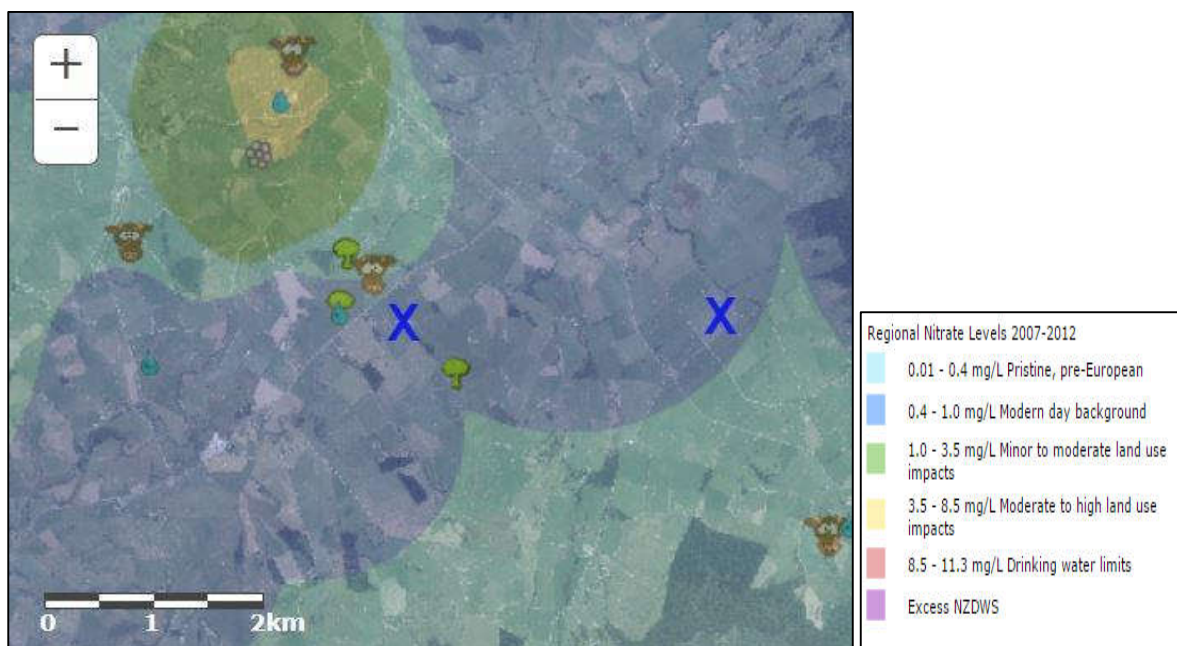 +
−
X X
0 1 2km
Regional Nitrate Levels 2007-2012
0.01 - 0.4 mg/L Pristine, pre-European
0.4 - 1.0 mg/L Modern day background
1.0 - 3.5 mg/L Minor to moderate land use
impacts
3.5 - 8.5 mg/L Moderate to high land use
impacts
8.5 - 11.3 mg/L Drinking water limits
Excess NZDWS